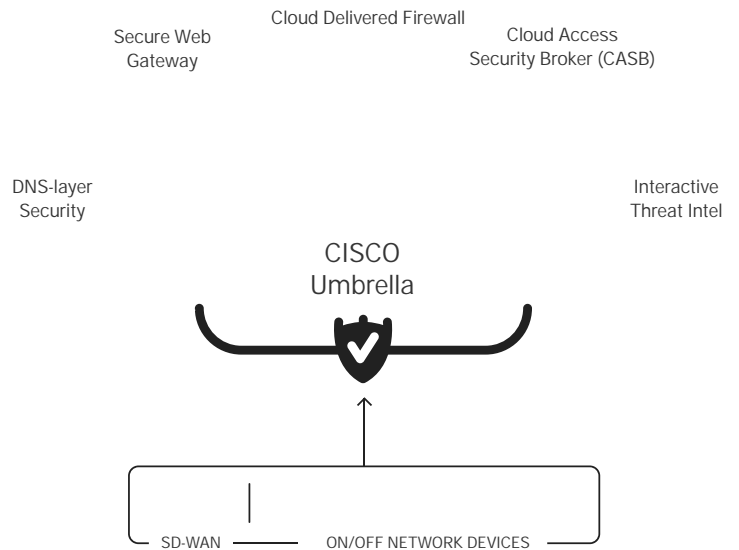 Cloud Delivered Firewall
Secure Web
Gateway
Cloud Access
Security Broker (CASB)
DNS-layer
Security
Interactive
Threat Intel
CISCO
Umbrella
SD-WAN
ON/OFF NETWORK DEVICES